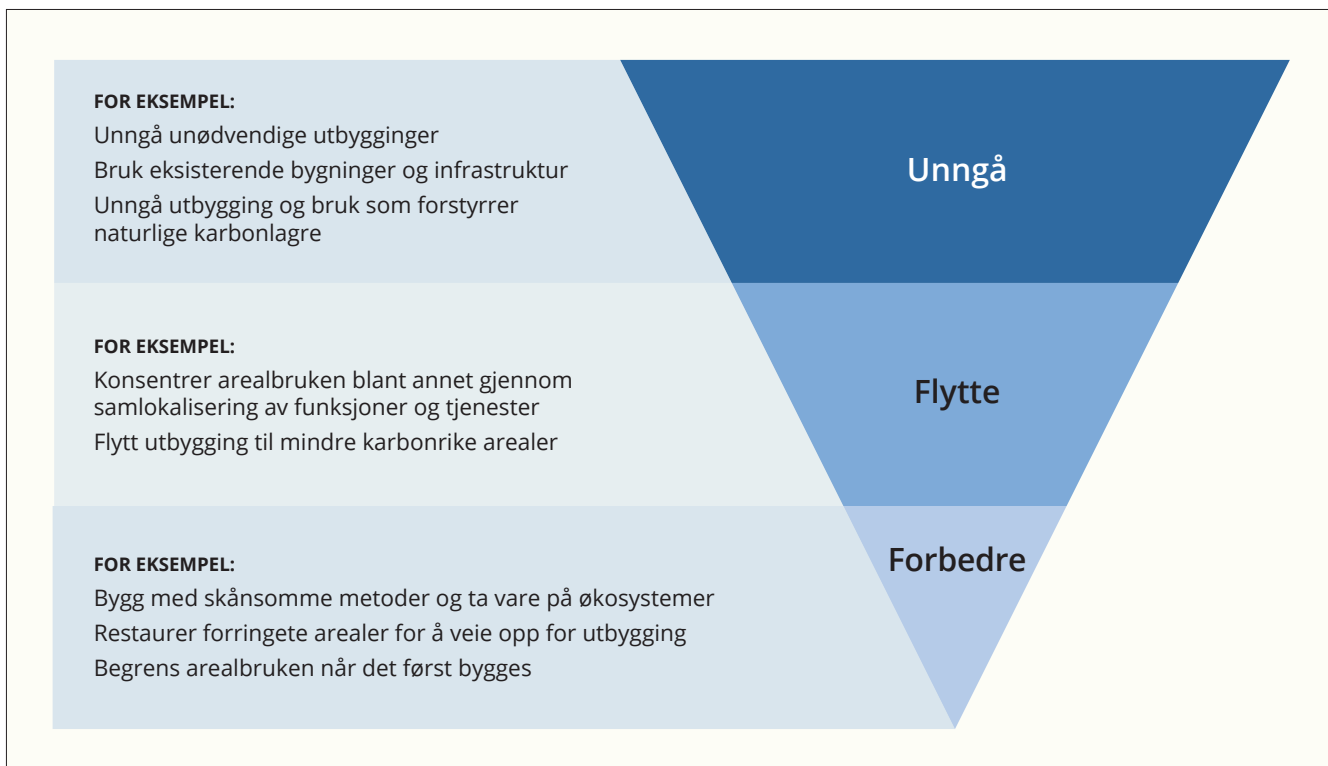 FOR EKSEMPEL:
Unngå unødvendige utbygginger
Bruk eksisterende bygninger og infrastruktur
Unngå utbygging og bruk som forstyrrer
naturlige karbonlagre
Unngå
FOR EKSEMPEL:
Konsentrer arealbruken blant annet gjennom
samlokalisering av funksjoner og tjenester
Flytt utbygging til mindre karbonrike arealer
Flytte
FOR EKSEMPEL:
Bygg med skånsomme metoder og ta vare på økosystemer
Restaurer forringete arealer for å veie opp for utbygging
Begrens arealbruken når det først bygges
Forbedre